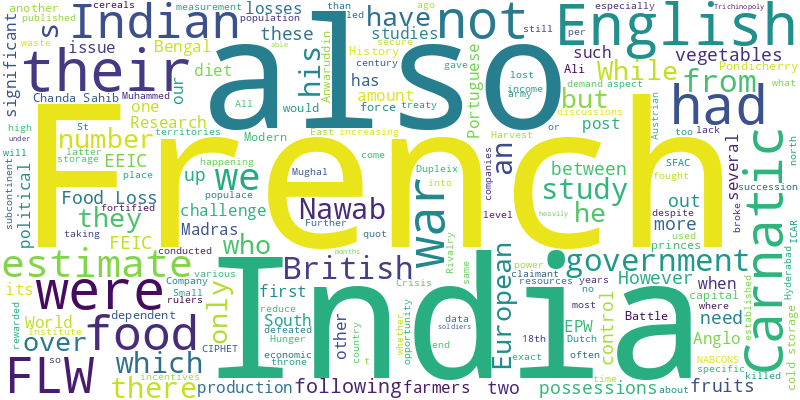 another cereals measurement population than led ago especially Trichinopoly
published Indian losses have not still English per
significant s issue these studies secure History century gave such vegetables
their Bengal diet our his also Portuguese Ali While Pondicherry
Chanda Sahib Muhammed has amount force treaty lost income army but from demand aspect what
number one All would Anwaruddin discussions post had Austrian
St Research territories Modern East increasing Harvest or too lack
high under latter EEIC French come fought several north
will storage place up we happening Mughal Dupleix into an between SFAC out Carnatic
subcontinent political Food Loss populace Nawab war companies study he more succession
they fortified challenge Further level despite used broke ICAR
taking FEIC Madras who conducted quot Rivalry power princes Hyderabad
estimate British European claimant government
its were various Company India Crisis same resources years However when
rewarded World dependent Small rulers only first reduce South defeated Hunger other whether data no most control EPW need capital where established
over food Institute CIPHET economic throne country opportunity soldiers 18th Dutch often Battle Anglo cold storage
FLW so which t end exact time NABCONS specific
waste there incentives production months following farmers two possessions about fruits killed
able heavily